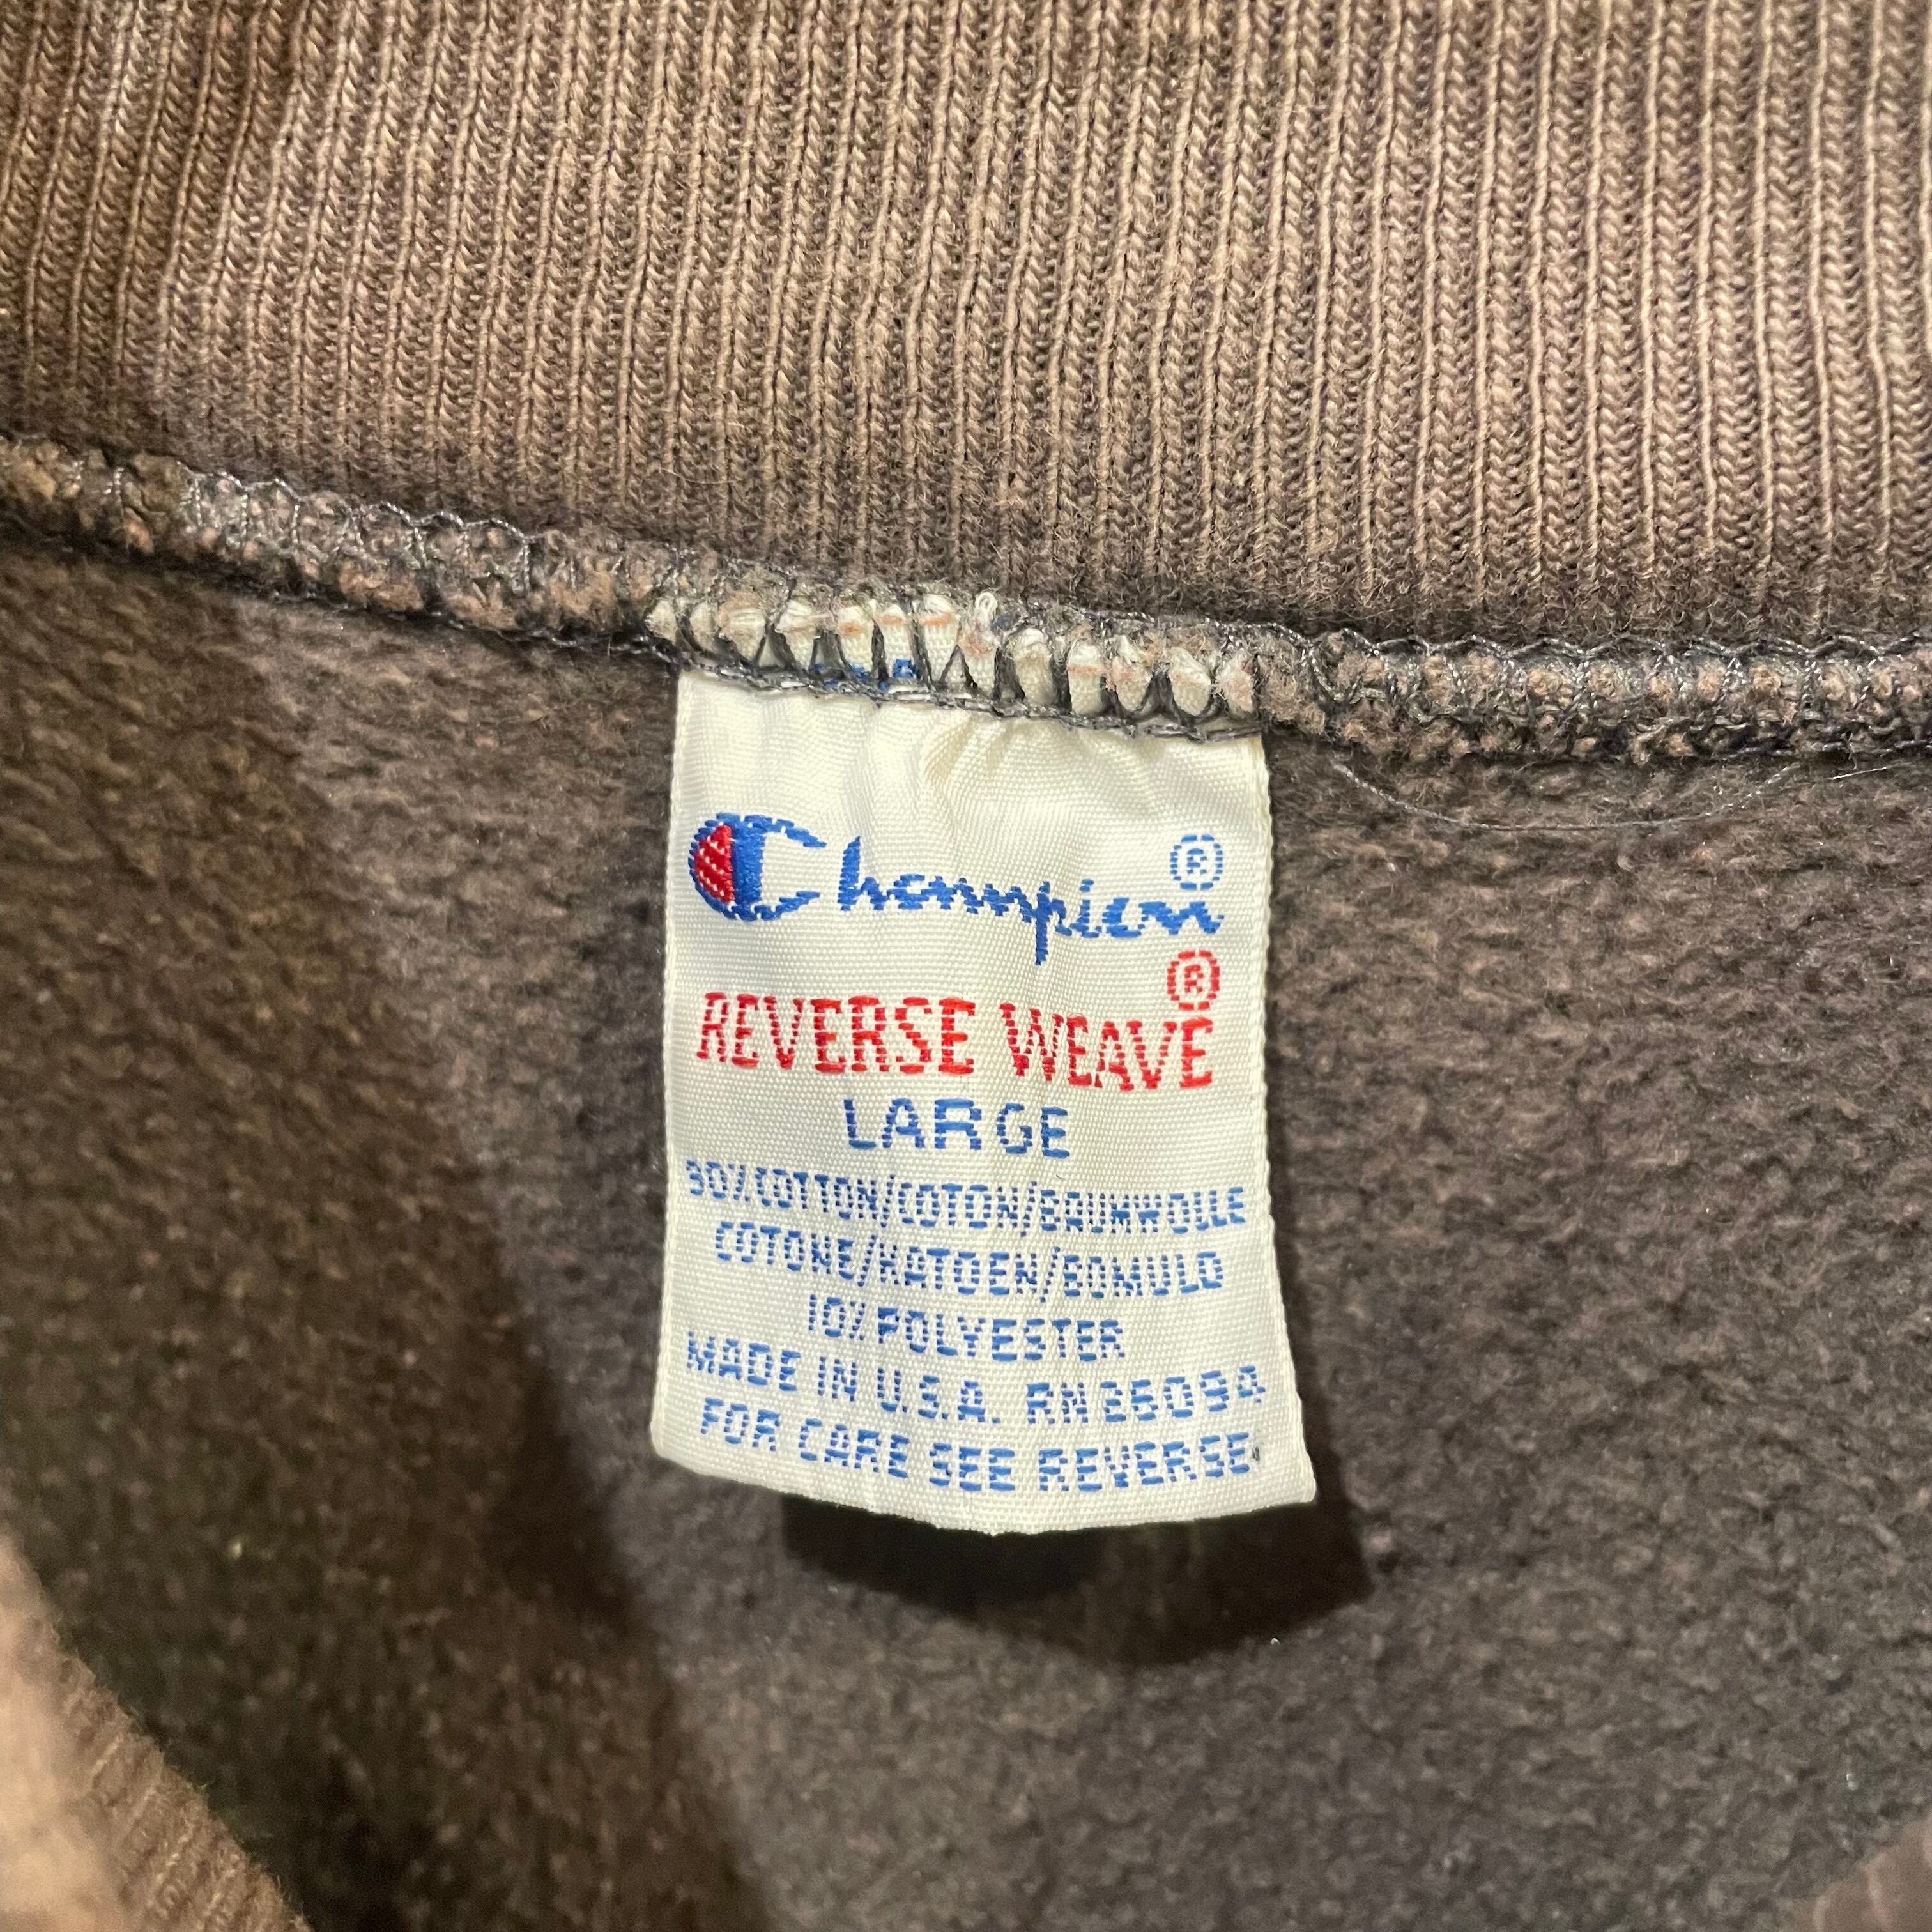 Champion®
REVERSE WEAVE®
LARGE
90% COTTON/COTON/BAUMWOLLE
COTONE/KATOEN/BOMULD
10% POLYESTER
MADE IN U.S.A. RN 26094
FOR CARE SEE REVERSE.